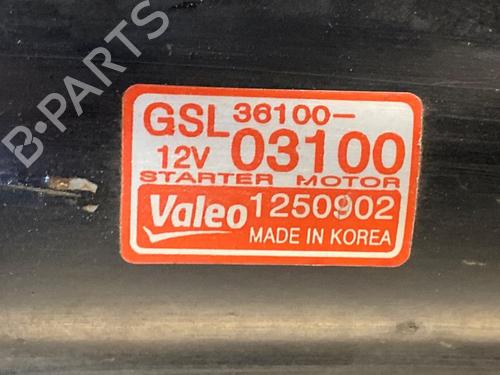 B-PARTS
GSL 36100-
12V 03100
STARTER MOTOR
Valeo 1250902
MADE IN KOREA